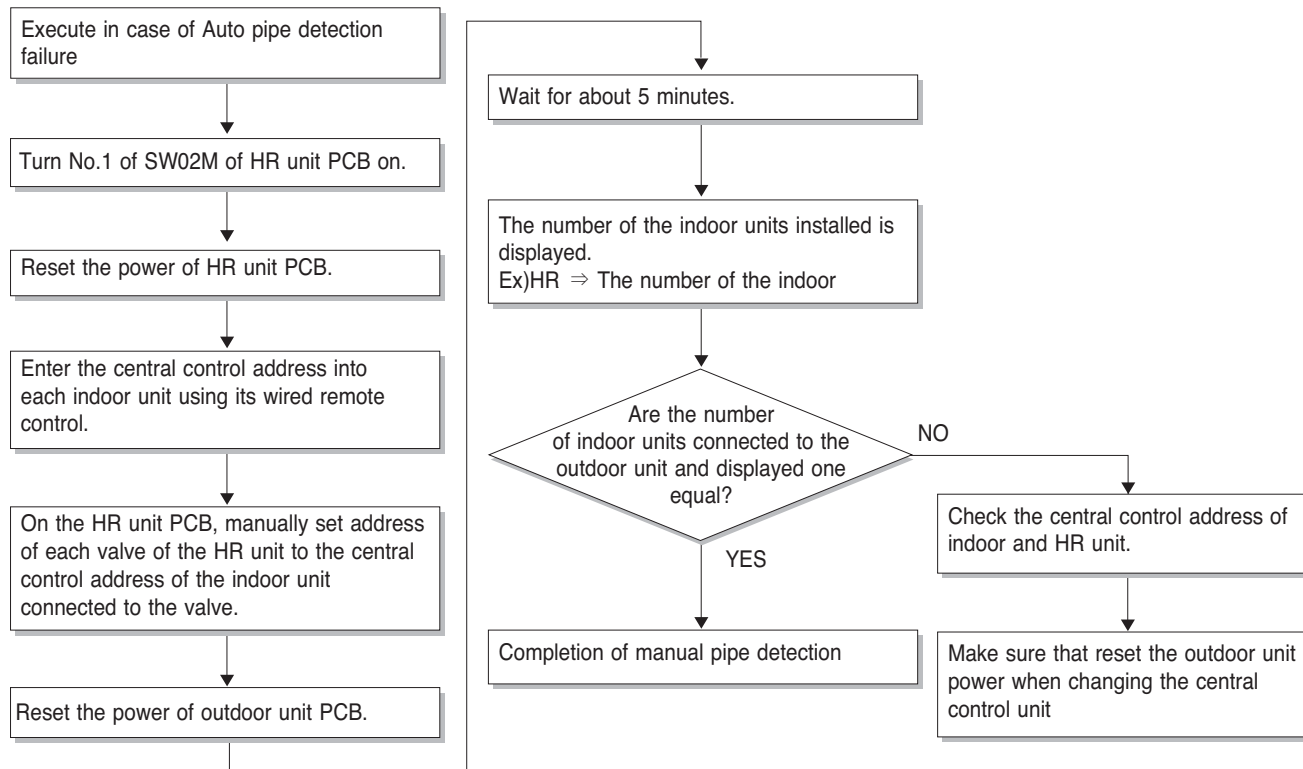 Execute in case of Auto pipe detection
failure
Turn No.1 of SW02M of HR unit PCB on.
Reset the power of HR unit PCB.
Enter the central control address into
each indoor unit using its wired remote
control.
On the HR unit PCB, manually set address
of each valve of the HR unit to the central
control address of the indoor unit
connected to the valve.
Reset the power of outdoor unit PCB.
Wait for about 5 minutes.
The number of the indoor units installed is
displayed.
Ex)HR ⇒ The number of the indoor
Are the number
of indoor units connected to the
outdoor unit and displayed one
equal?
NO
YES
Completion of manual pipe detection
Check the central control address of
indoor and HR unit.
Make sure that reset the outdoor unit
power when changing the central
control unit